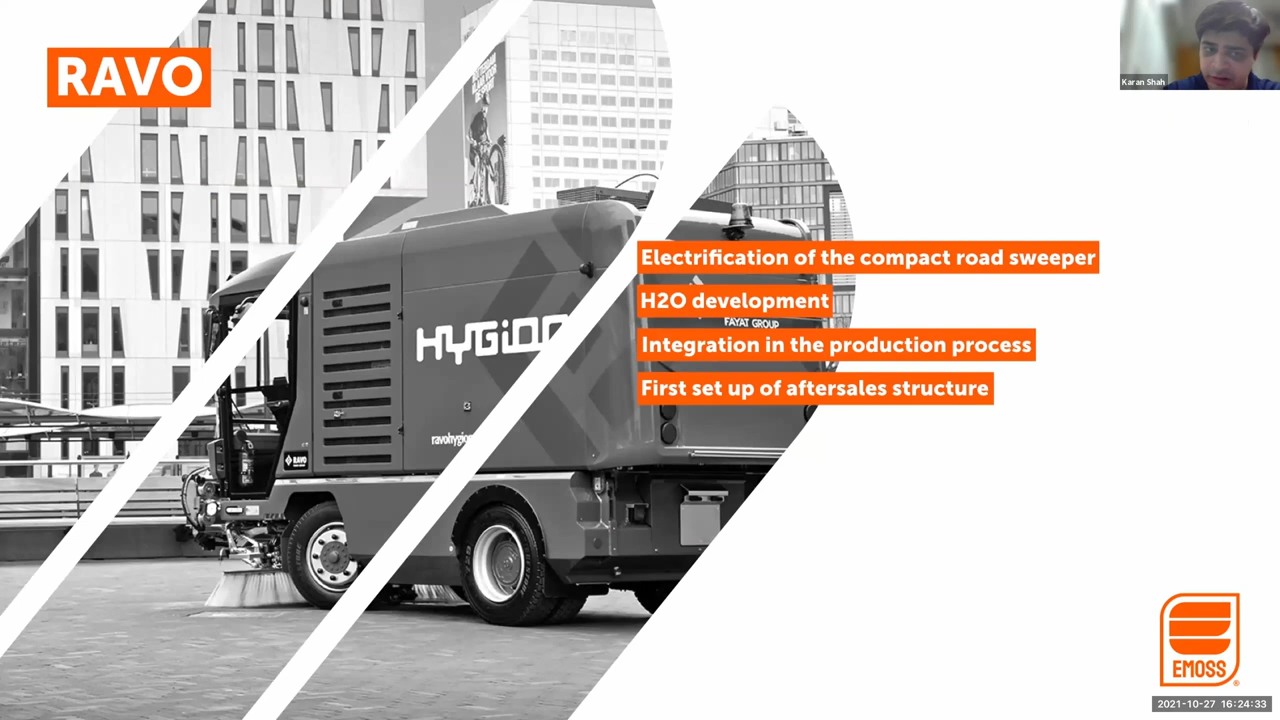 RAVO
Karan Shah
Electrification of the compact road sweeper
H2O development
FAYAT GROUP
Integration in the production process
HYGION
First set up of aftersales structure
RAVO
EMOSS
2021-10-27 16:24:33